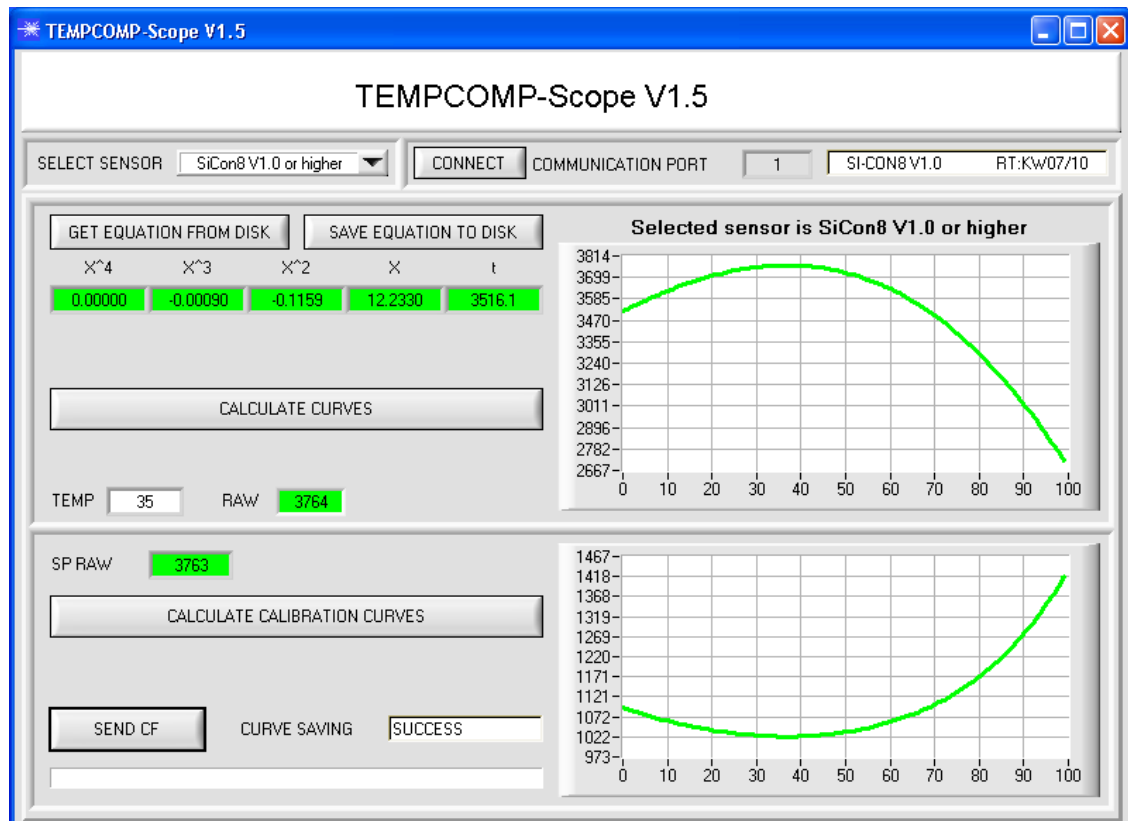 TEMPCOMP-Scope V1.5
TEMPCOMP-Scope V1.5
SELECT SENSOR SiCon8 V1.0 or higher CONNECT COMMUNICATION PORT 1 SI-CON8 V1.0 RT:KW07/10
GET EQUATION FROM DISK SAVE EQUATION TO DISK
X^4 X^3 X^2 X t
0.00000 -0.00090 -0.1159 12.2330 3516.1
CALCULATE CURVES
TEMP 35 RAW 3764
Selected sensor is SiCon8 V1.0 or higher
3814
3699
3585
3470
3355
3240
3126
3011
2896
2782
2667
0 10 20 30 40 50 60 70 80 90 100
SP RAW 3763
CALCULATE CALIBRATION CURVES
SEND CF CURVE SAVING SUCCESS
1467
1418
1368
1319
1269
1220
1171
1121
1072
1022
973
0 10 20 30 40 50 60 70 80 90 100